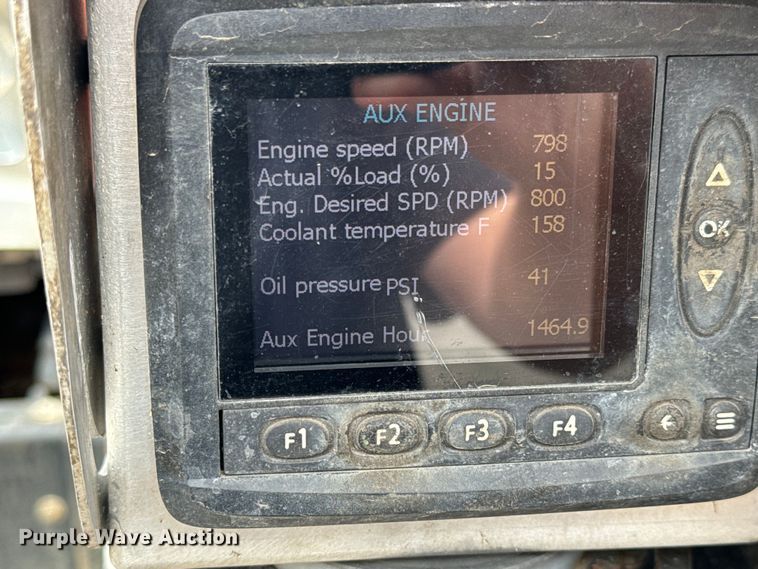 AUX ENGINE
Engine speed (RPM) 798
Actual %Load (%) 15
Eng. Desired SPD (RPM) 800
Coolant temperature F 158
Oil pressure PSI 41
Aux Engine Hour 1464.9
OK
F1 F2 F3 F4
Purple Wave Auction